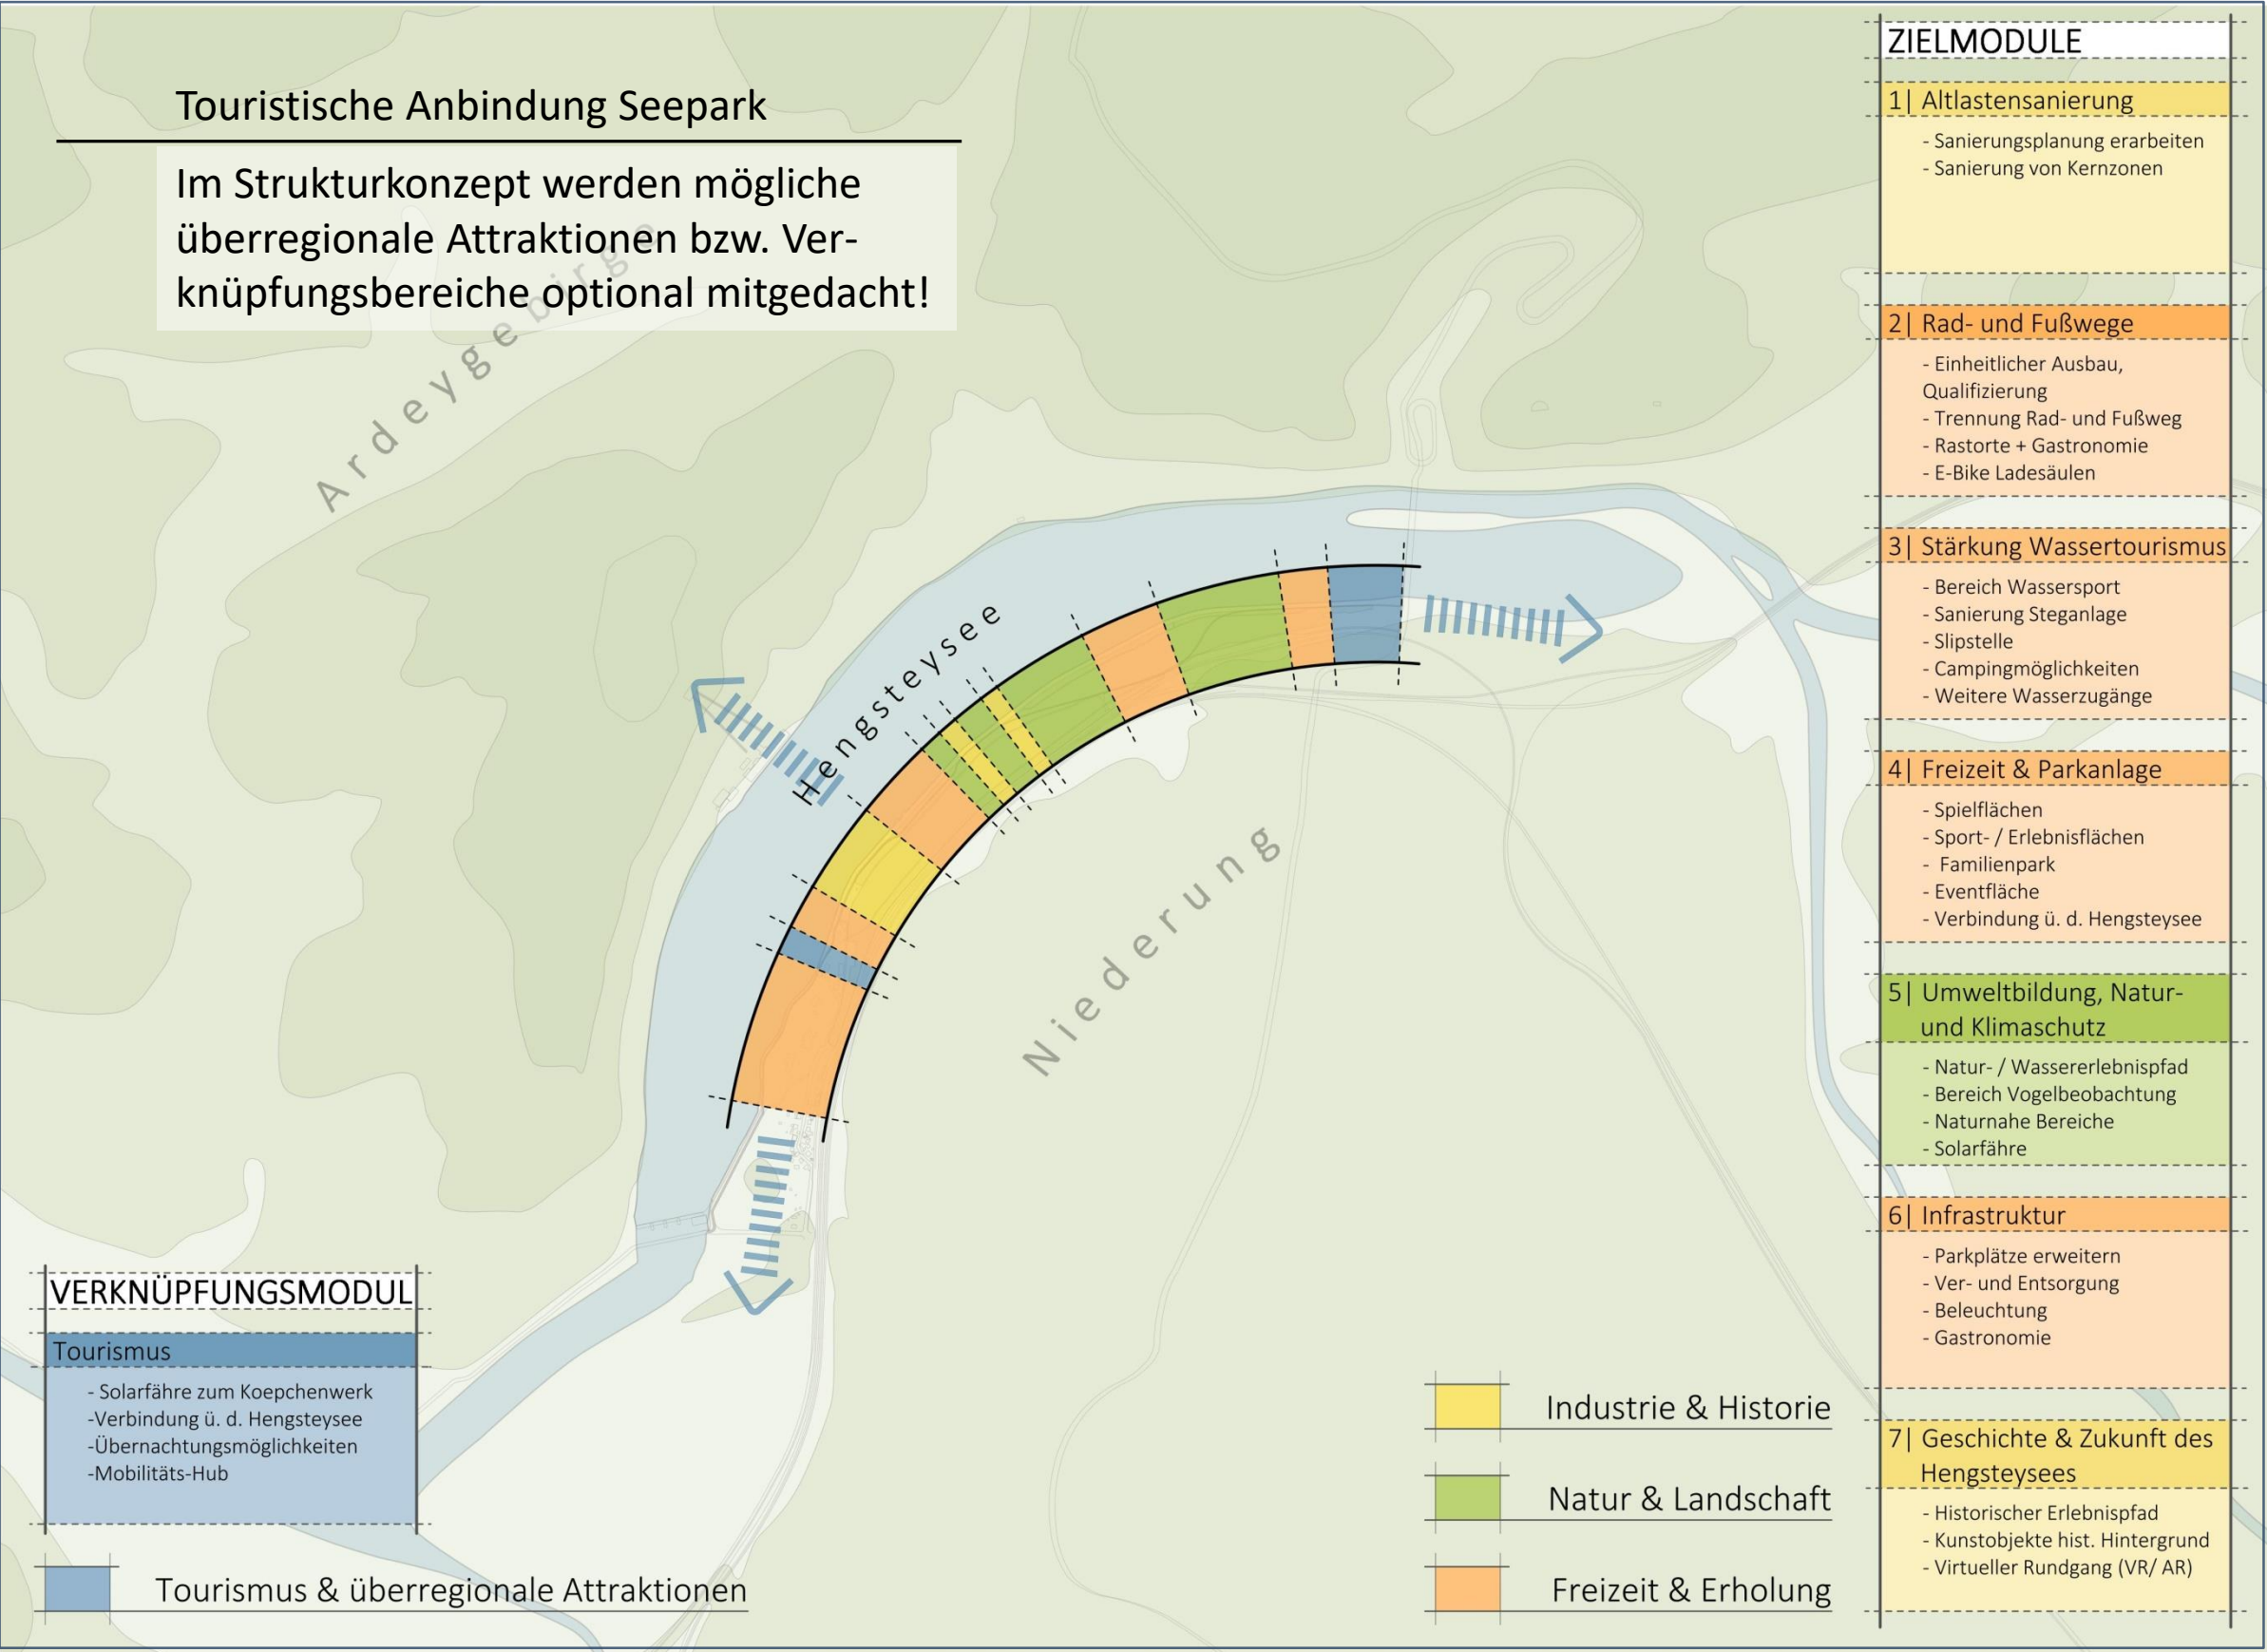 Touristische Anbindung Seepark
Im Strukturkonzept werden mögliche
überregionale Attraktionen bzw. Ver-
knüpfungsbereiche optional mitgedacht!
Ardeygebirge
Hengsteysee
Niederung
VERKNÜPFUNGSMODUL
Tourismus
- Solarfähre zum Koepchenwerk
-Verbindung ü. d. Hengsteysee
-Übernachtungsmöglichkeiten
-Mobilitäts-Hub
Tourismus & überregionale Attraktionen
Industrie & Historie
Natur & Landschaft
Freizeit & Erholung
ZIELMODULE
1| Altlastensanierung
- Sanierungsplanung erarbeiten
- Sanierung von Kernzonen
2| Rad- und Fußwege
- Einheitlicher Ausbau,
Qualifizierung
- Trennung Rad- und Fußweg
- Rastorte + Gastronomie
- E-Bike Ladesäulen
3| Stärkung Wassertourismus
- Bereich Wassersport
- Sanierung Steganlage
- Slipstelle
- Campingmöglichkeiten
- Weitere Wasserzugänge
4| Freizeit & Parkanlage
- Spielflächen
- Sport- / Erlebnisflächen
- Familienpark
- Eventfläche
- Verbindung ü. d. Hengsteysee
5| Umweltbildung, Natur-
und Klimaschutz
- Natur- / Wassererlebnispfad
- Bereich Vogelbeobachtung
- Naturnahe Bereiche
- Solarfähre
6| Infrastruktur
- Parkplätze erweitern
- Ver- und Entsorgung
- Beleuchtung
- Gastronomie
7| Geschichte & Zukunft des
Hengsteysees
- Historischer Erlebnispfad
- Kunstobjekte hist. Hintergrund
- Virtueller Rundgang (VR/ AR)